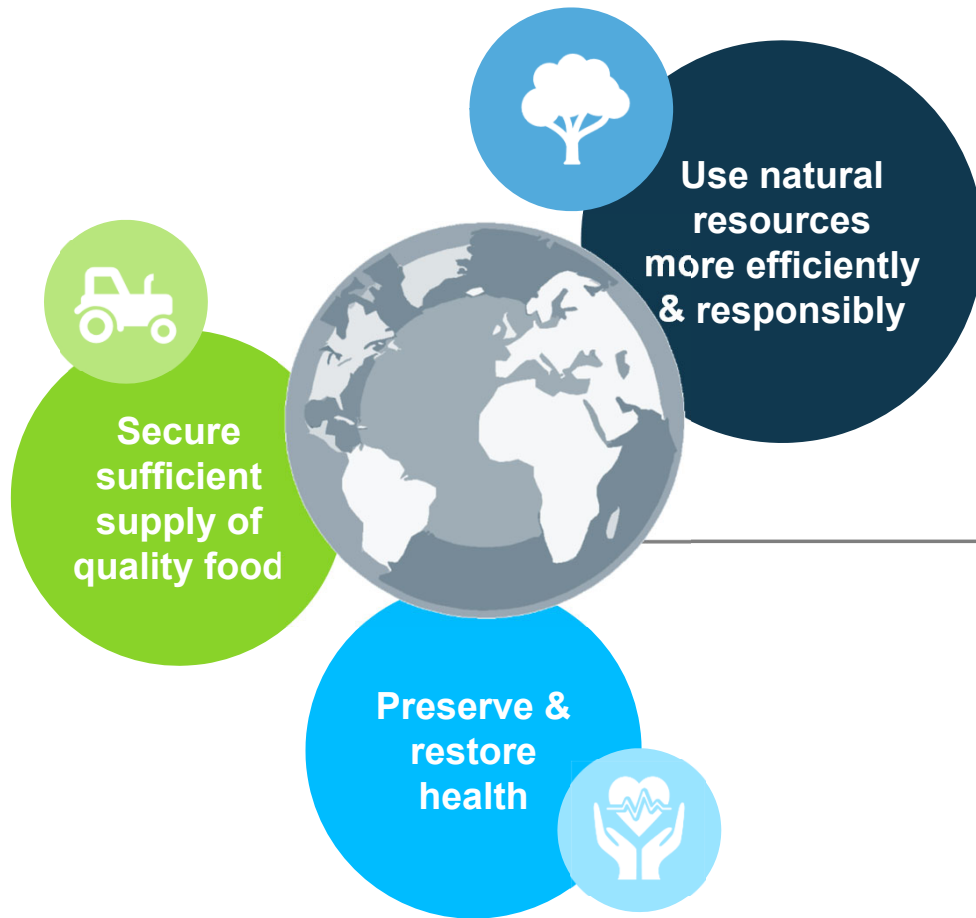 Use natural
resources
more efficiently
& responsibly
Secure
sufficient
supply of
quality food
Preserve &
restore
health